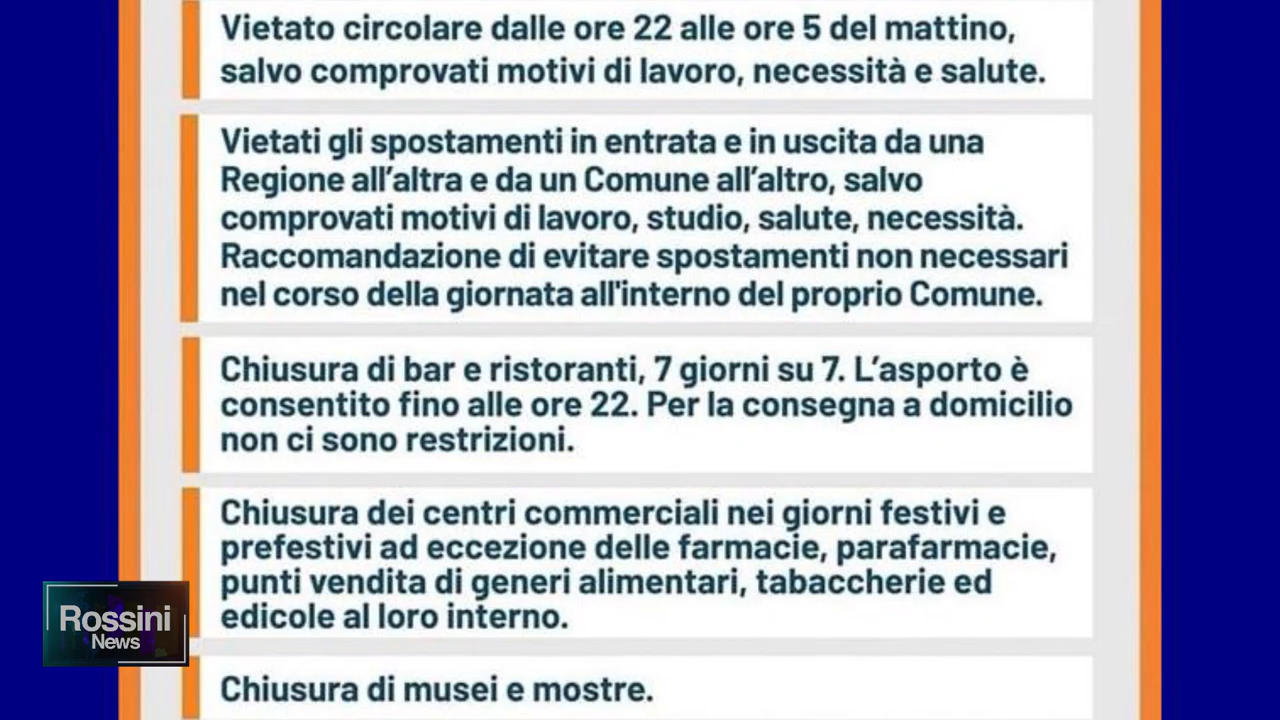 Vietato circolare dalle ore 22 alle ore 5 del mattino,
salvo comprovati motivi di lavoro, necessità e salute.
Vietati gli spostamenti in entrata e in uscita da una
Regione all’altra e da un Comune all’altro, salvo
comprovati motivi di lavoro, studio, salute, necessità.
Raccomandazione di evitare spostamenti non necessari
nel corso della giornata all'interno del proprio Comune.
Chiusura di bar e ristoranti, 7 giorni su 7. L’asporto è
consentito fino alle ore 22. Per la consegna a domicilio
non ci sono restrizioni.
Chiusura dei centri commerciali nei giorni festivi e
prefestivi ad eccezione delle farmacie, parafarmacie,
punti vendita di generi alimentari, tabaccherie ed
edicole al loro interno.
Chiusura di musei e mostre.
Rossini
News